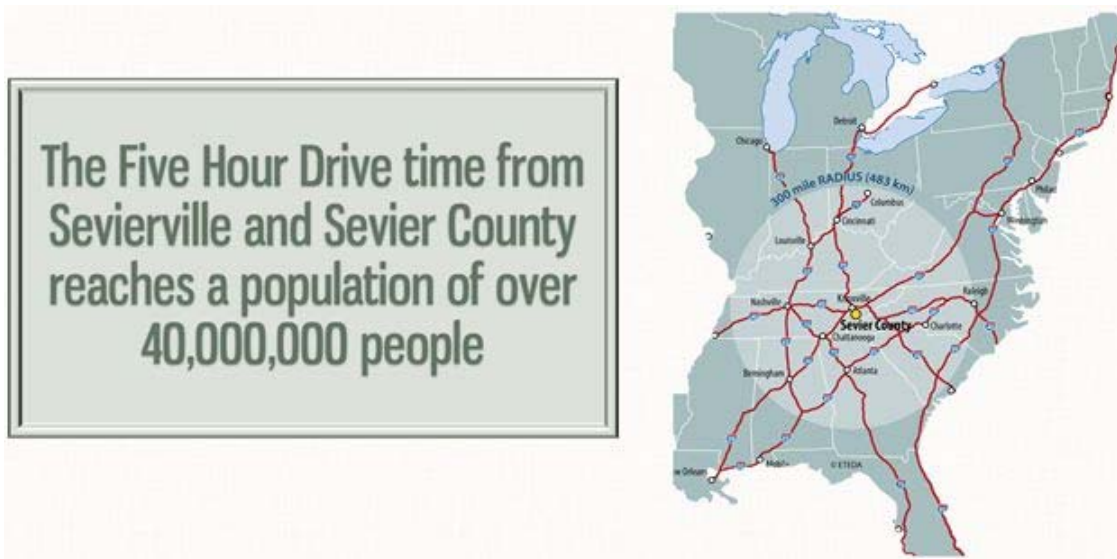 The Five Hour Drive time from
Sevierville and Sevier County
reaches a population of over
40,000,000 people
Detroit
Chicago
300 mile RADIUS (483 km)
Columbus
Cincinnati
Philad
Washington
Louisville
Nashville
Knoxville
Raleigh
Sevier County
Charlotte
Chattanooga
Birmingham
Atlanta
w Orleans
Mobile
© ETEDA